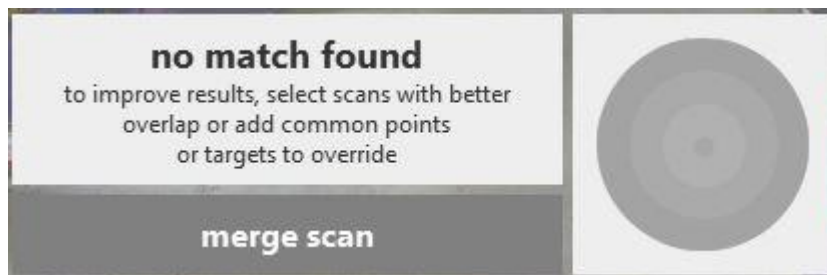 no match found
to improve results, select scans with better
overlap or add common points
or targets to override
merge scan